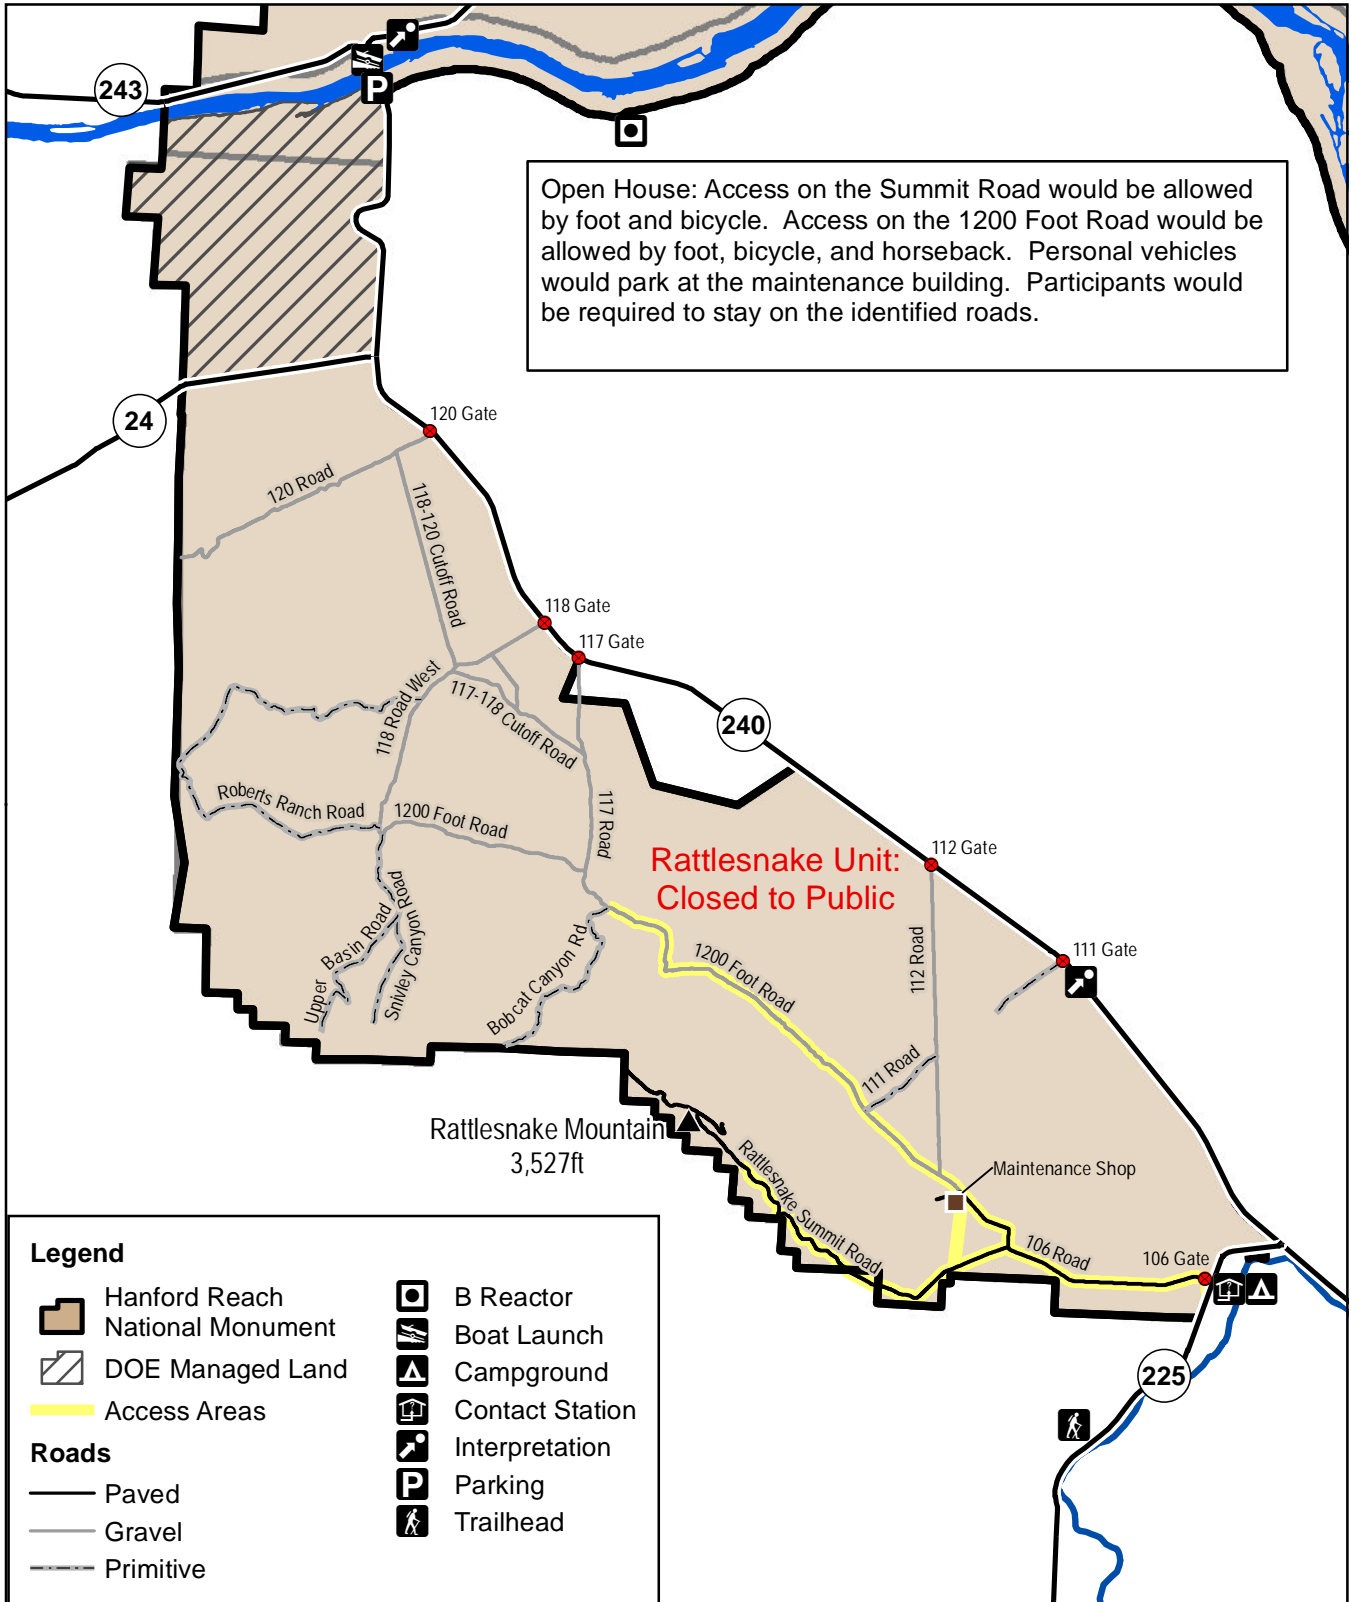 243
P
Open House: Access on the Summit Road would be allowed
by foot and bicycle.  Access on the 1200 Foot Road would be
allowed by foot, bicycle, and horseback.  Personal vehicles
would park at the maintenance building.  Participants would
be required to stay on the identified roads.
24
120 Gate
120 Road
118-120 Cutoff Road
118 Gate
117 Gate
118 Road West
117-118 Cutoff Road
240
Roberts Ranch Road
1200 Foot Road
117 Road
Rattlesnake Unit:
Closed to Public
112 Gate
Upper Basin Road
Snivley Canyon Road
Bobcat Canyon Rd
1200 Foot Road
112 Road
111 Gate
111 Road
Rattlesnake Mountain
3,527ft
Rattlesnake Summit Road
Maintenance Shop
106 Road
106 Gate
?
225
Legend
Hanford Reach
National Monument
DOE Managed Land
Access Areas
Roads
Paved
Gravel
Primitive
B Reactor
Boat Launch
Campground
?
Contact Station
Interpretation
P
Parking
Trailhead